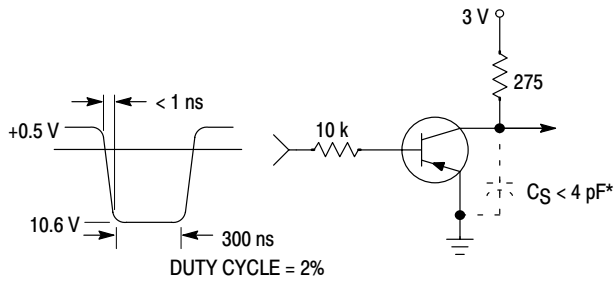 3 V
275
< 1 ns
+0.5 V
10 k
CS < 4 pF*
10.6 V
300 ns
DUTY CYCLE = 2%